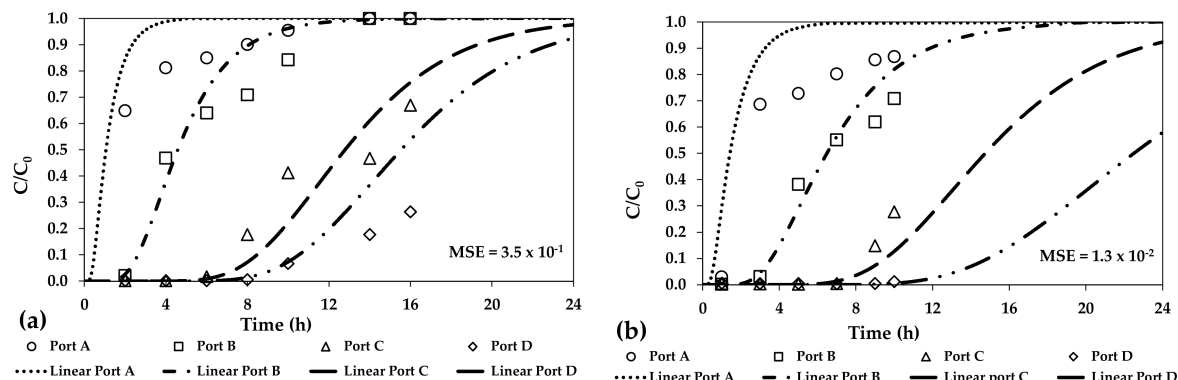 C/C0
1.0
0.9
0.8
0.7
0.6
0.5
0.4
0.3
0.2
0.1
0.0
MSE = 3.5 x 10-1
0 4 8 12 16 20 24
(a)
Time (h)
Port A Port B Port C Port D
Linear Port A Linear Port B Linear Port C Linear Port D
C/C0
1.0
0.9
0.8
0.7
0.6
0.5
0.4
0.3
0.2
0.1
0.0
MSE = 1.3 x 10-2
0 4 8 12 16 20 24
(b)
Time (h)
Port A Port B Port C Port D
Linear Port A Linear Port B Linear port C Linear Port D